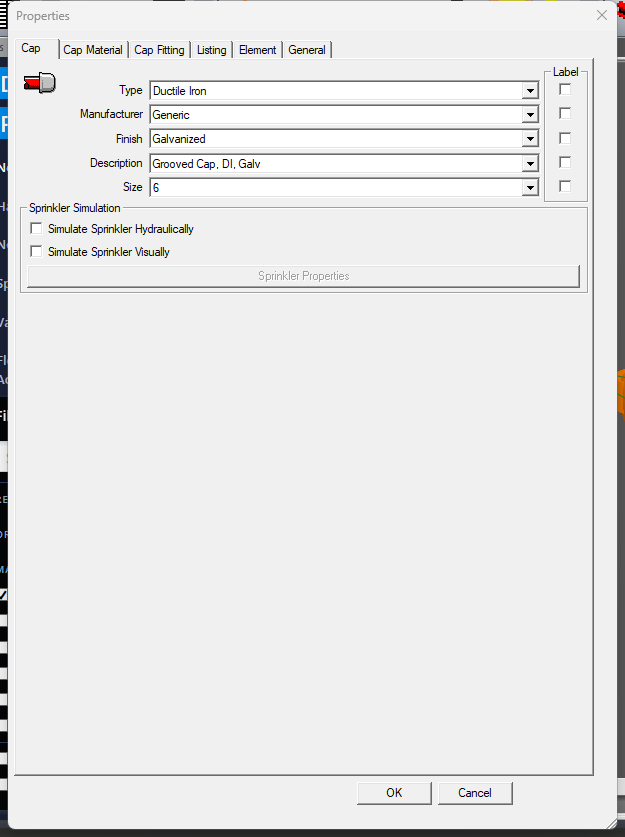 Properties
Cap
Cap Material
Cap Fitting
Listing
Element
General
Label
Type
Ductile Iron
Manufacturer
Generic
Finish
Galvanized
Description
Grooved Cap, DI, Galv
Size
6
Sprinkler Simulation
Simulate Sprinkler Hydraulically
Simulate Sprinkler Visually
Sprinkler Properties
OK
Cancel